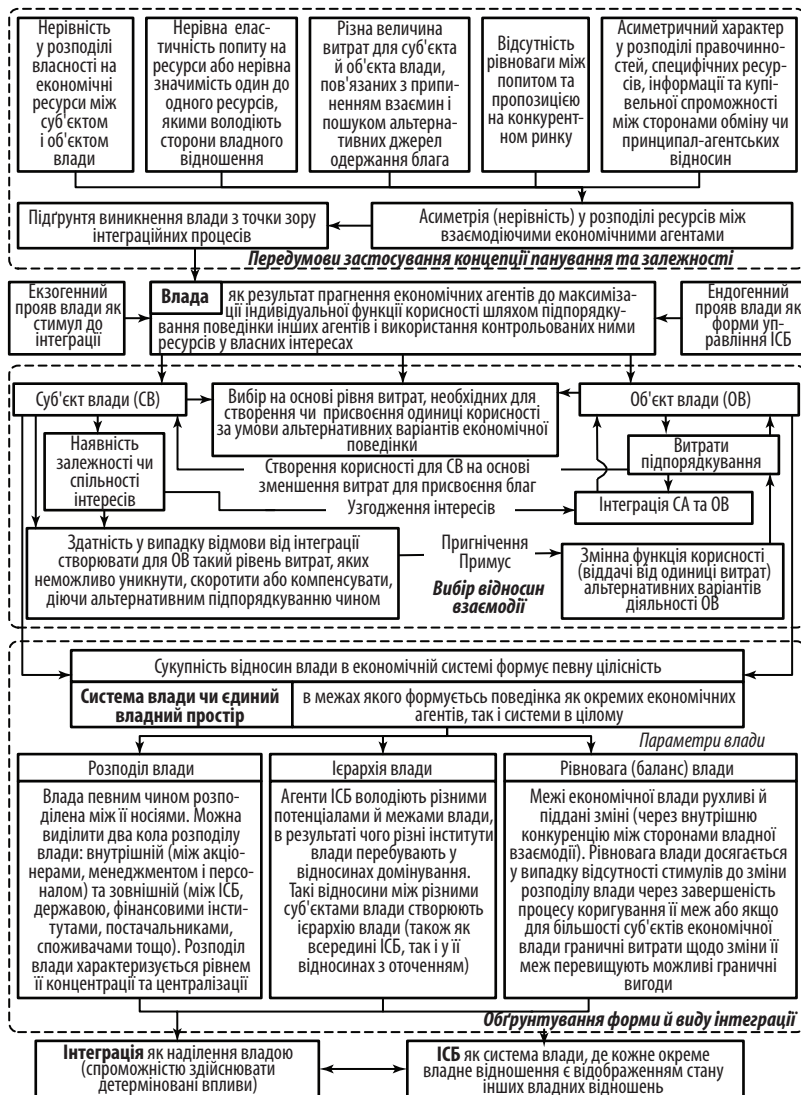 Нерівність
у розподілі
власності на
економічні
ресурси між
суб'єктом
і об'єктом
влади
Нерівна елас-
тичність попиту на
ресурси або нерівна
значимість один до
одного ресурсів,
якими володіють
сторони владного
відношення
Різна величина
витрат для суб'єкта
й об'єкта влади,
пов'язаних з припи-
ненням взаємин і
пошуком альтерна-
тивних джерел
одержання блага
Відсутність
рівноваги між
попитом та
пропозицією
на конкурент-
ном ринку
Асиметричний характер
у розподілі правочинно-
стей, специфічних ресур-
сів, інформації та купі-
вельної спроможності
між сторонами обміну чи
принципал-агентських
відносин
Підґрунтя виникнення влади з точки зору
інтеграційних процесів
Асиметрія (нерівність) у розподілі ресурсів між
взаємодіючими економічними агентами
Передумови застосування концепції панування та залежності
Екзогенний
прояв влади як
стимул до
інтеграції
Влада
як результат прагнення економічних агентів до максиміза-
ції індивідуальної функції корисності шляхом підпорядку-
вання поведінки інших агентів і використання контрольованих ними
ресурсів у власних інтересах
Ендогенний
прояв влади як
форми уп-
равління ІСБ
Суб'єкт влади (СВ)
Вибір на основі рівня витрат, необхідних для
створення чи присвоєння одиниці корисності
за умови альтернативних варіантів економічної
поведінки
Об'єкт влади (ОВ)
Наявність
залежності чи
спільності
інтересів
Створення корисності для СВ на основі
зменшення витрат для присвоєння благ
Витрати
підпорядкування
Узгодження інтересів
Інтеграція СА та ОВ
Здатність у випадку відмови від інтеграції
створювати для ОВ такий рівень витрат, яких
неможливо уникнути, скоротити або компенсувати,
діючи альтернативним підпорядкуванню чином
Пригнічення
Примус
Вибір відносин
взаємодії
Змінна функція корисності
(віддачі від одиниці витрат)
альтернативних варіантів
діяльності ОВ
Сукупність відносин влади в економічній системі формує певну цілісність
Система влади чи єдиний
владний простір
в межах якого формується поведінка як окремих економічних
агентів, так і системи в цілому
Параметри влади
Розподіл влади
Влада певним чином розпо-
ділена між її носіями. Можна
виділити два кола розподілу
влади: внутрішній (між акціо-
нерами, менеджментом і персо-
налом) та зовнішній (між ІСБ,
державою, фінансовими інсти-
тутами, постачальниками,
споживачами тощо). Розподіл
влади характеризується рівнем
її концентрації та централізації
Ієрархія влади
Агенти ІСБ володіють різними
потенціалами й межами влади,
в результаті чого різні інститути
влади перебувають у
відносинах домінування.
Такі відносини між різними
суб'єктами влади створюють
ієрархію влади (також як
всередині ІСБ, так і у її
відносинах з оточенням)
Рівновага (баланс) влади
Межі економічної влади рухливі й
піддані зміні (через внутрішню
конкуренцію між сторонами владної
взаємодії). Рівновага влади досягається
у випадку відсутності стимулів до зміни
розподілу влади через завершеність
процесу коригування її меж або якщо
для більшості суб'єктів економічної
влади граничні витрати щодо зміни її
меж перевищують можливі граничні
вигоди
Обґрунтування форми й виду інтеграції
Інтеграція як наділення владою
(спроможністю здійснювати
детерміновані впливи)
ІСБ як система влади, де кожне окреме
владне відношення є відображенням стану
інших владних відношень